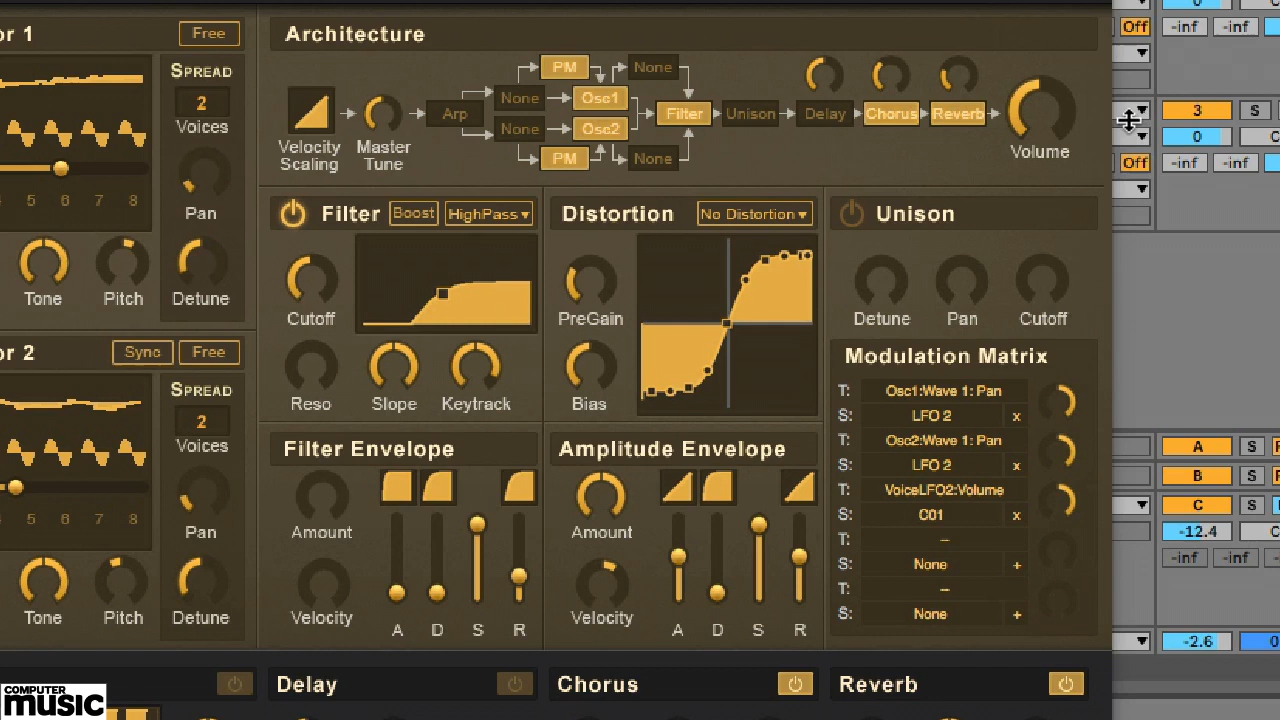 or 1
Free
Architecture
0
Off
-inf
-inf
SPREAD
2
Voices
PM
None
None
Osc1
Arp
Filter
Unison
Delay
Chorus
Reverb
None
Osc2
PM
None
Velocity
Scaling
Master
Tune
Volume
3
S
0
Off
-inf
-inf
Pan
4 5 6 7 8
Tone
Pitch
Detune
Filter
Boost
HighPass
Distortion
No Distortion
Unison
Cutoff
PreGain
Detune
Pan
Cutoff
Reso
Slope
Keytrack
Bias
or 2
Sync
Free
SPREAD
2
Voices
Pan
4 5 6 7 8
Tone
Pitch
Detune
Modulation Matrix
T: Osc1:Wave 1: Pan
S: LFO 2 x
T: Osc2:Wave 1: Pan
S: LFO 2 x
T: VoiceLFO2:Volume
S: C01 x
T: –
S: None +
T: –
S: None +
Filter Envelope
Amount
Velocity
A D S R
Amplitude Envelope
Amount
Velocity
A D S R
A
S
B
S
C
S
-12.4
-inf
-inf
-2.6
0
Delay
Chorus
Reverb
COMPUTER
music